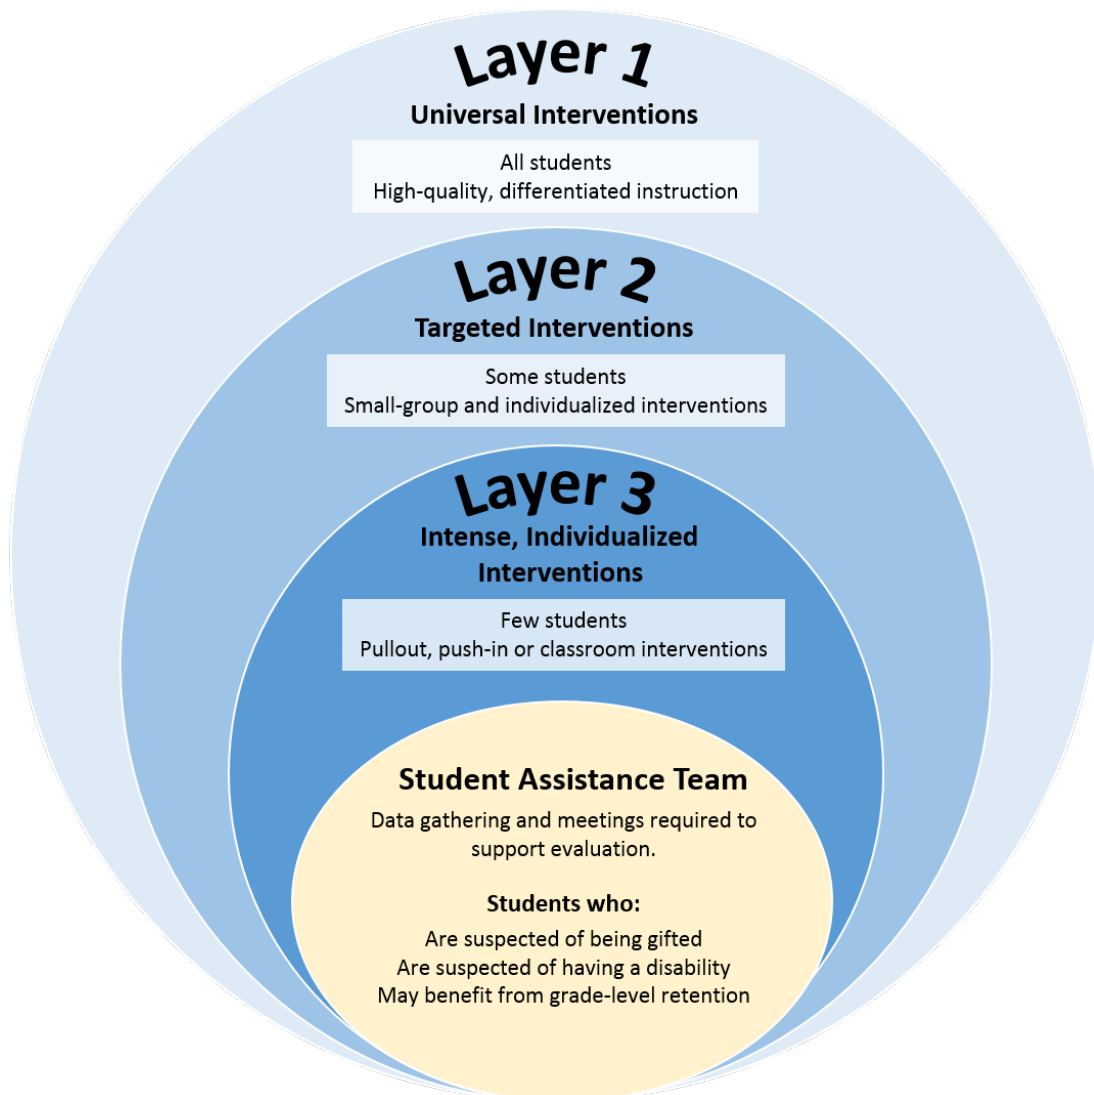 Layer 1
Universal Interventions
All students
High-quality, differentiated instruction
Layer 2
Targeted Interventions
Some students
Small-group and individualized interventions
Layer 3
Intense, Individualized
Interventions
Few students
Pullout, push-in or classroom interventions
Student Assistance Team
Data gathering and meetings required to
support evaluation.
Students who:
Are suspected of being gifted
Are suspected of having a disability
May benefit from grade-level retention